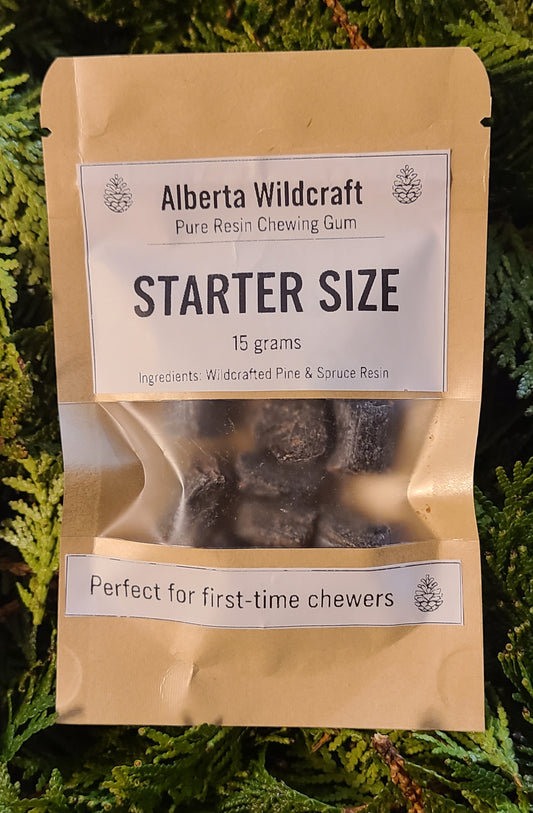 Alberta Wildcraft
Pure Resin Chewing Gum
STARTER SIZE
15 grams
Ingredients: Wildcrafted Pine & Spruce Resin
Perfect for first-time chewers